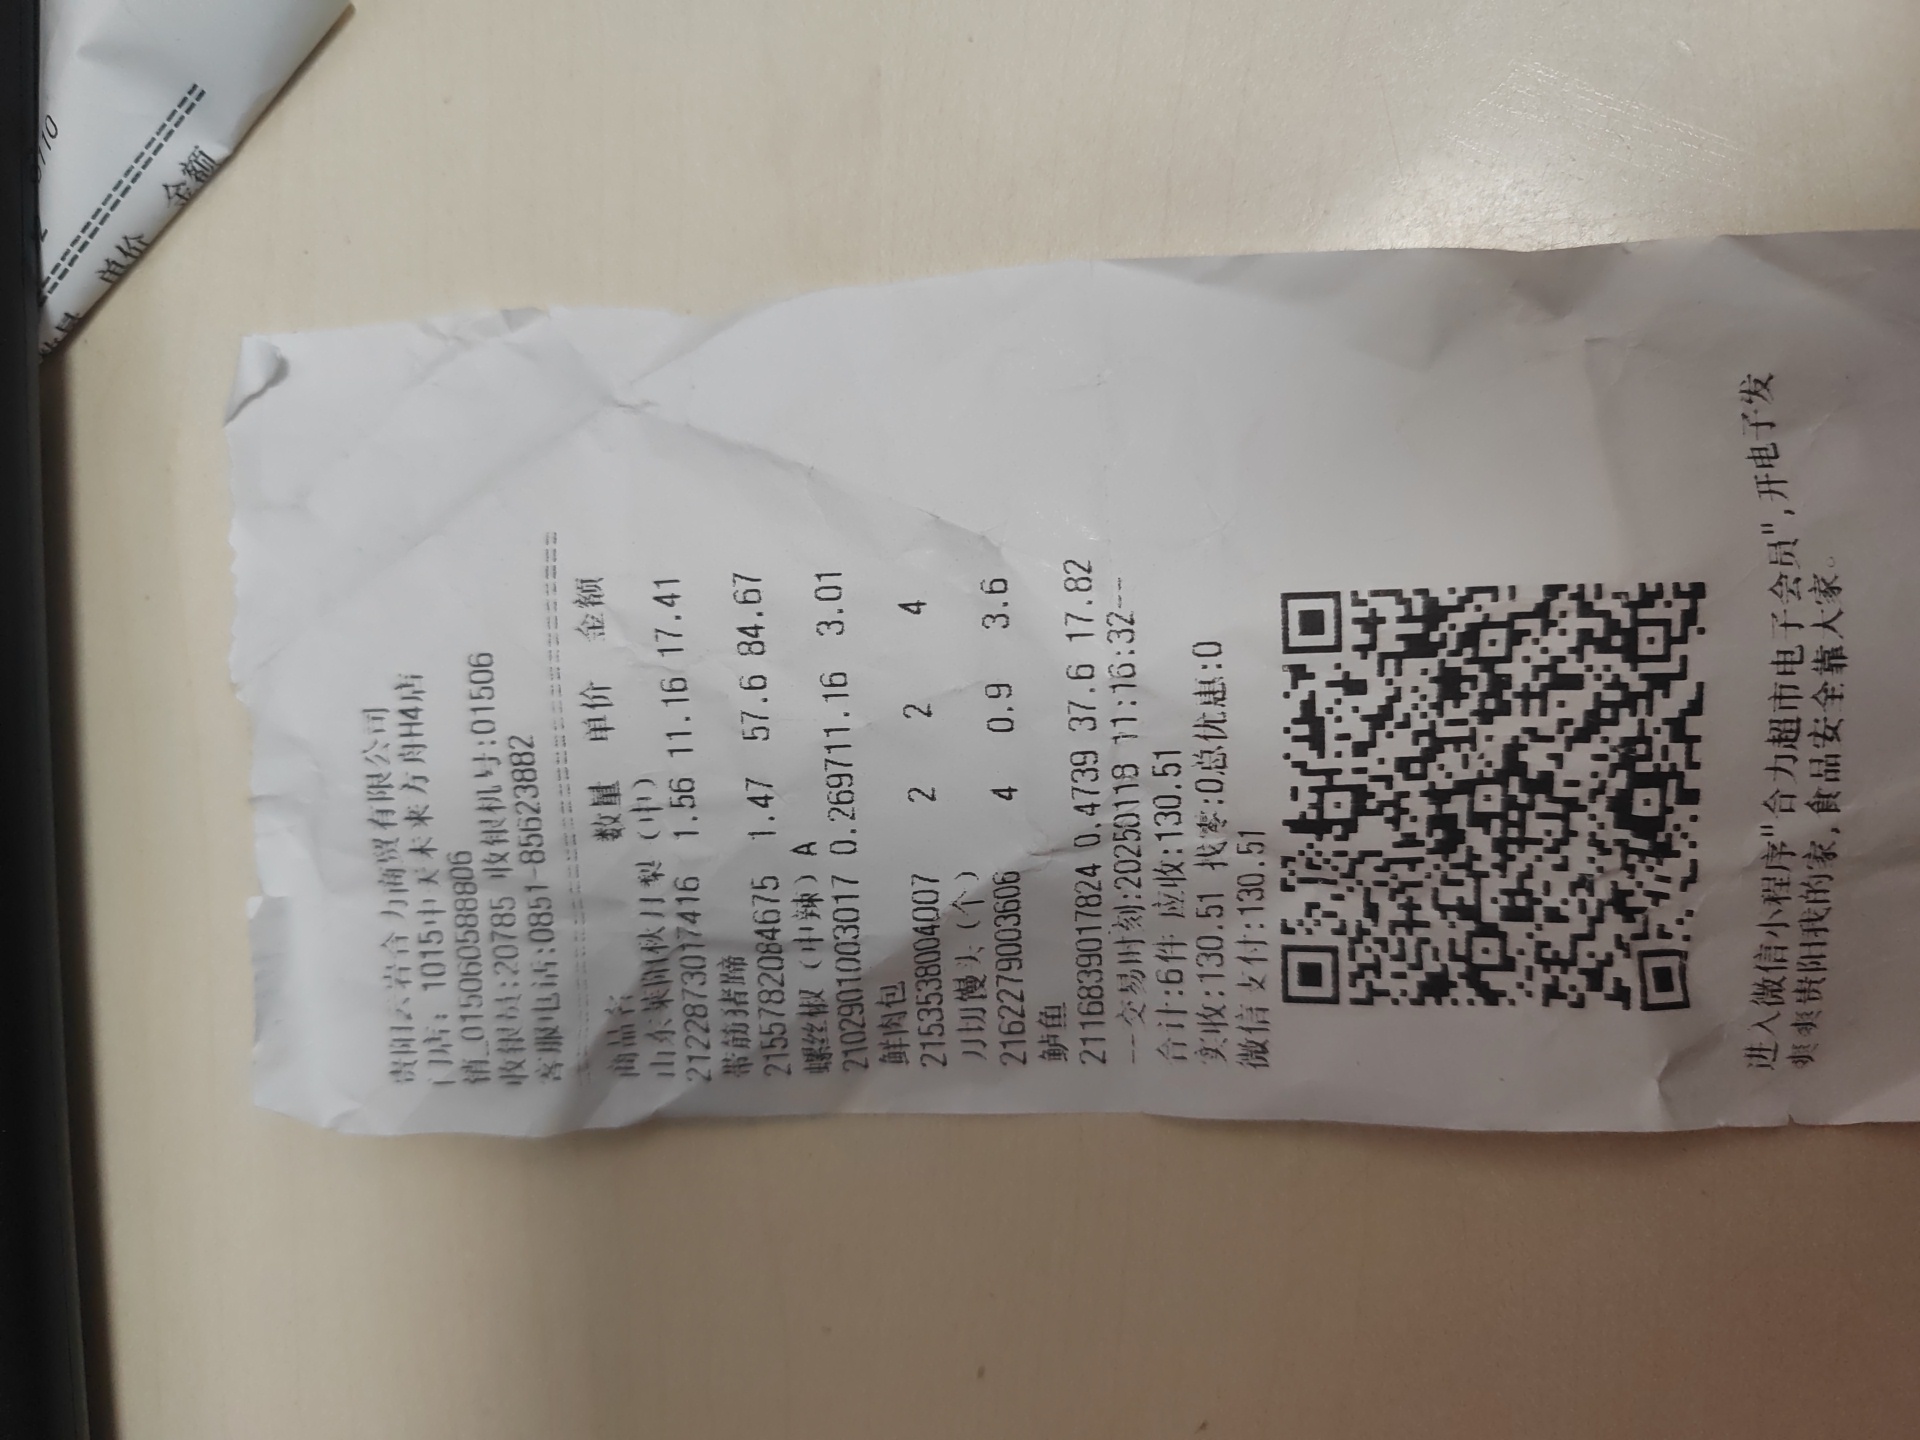 贵阳云岩合力商贸有限公司
门店: 1015中天未来方舟H4店
销_015060588806
收银员:207785 收银机号:01506
客服电话:0851-85623882
商品名 数量 单价 金额
山东莱阳秋月梨（中）
2122873017416 1.56 11.16 17.41
带筋猪蹄
2155782084675 1.47 57.6 84.67
螺丝椒（中辣）A
2102901003017 0.269711.16 3.01
鲜肉包
2153538004007 2 2 4
刀切馒头（个）
2162279003606 4 0.9 3.6
鲈鱼
2116839017824 0.4739 37.6 17.82
--交易时刻:20250118 11:16:32--
合计:6件 应收:130.51
实收:130.51 找零:0总优惠:0
微信支付:130.51
进入微信小程序"合力超市电子会员",开电子发
爽爽贵阳我的家,食品安全靠大家。
单价 金额